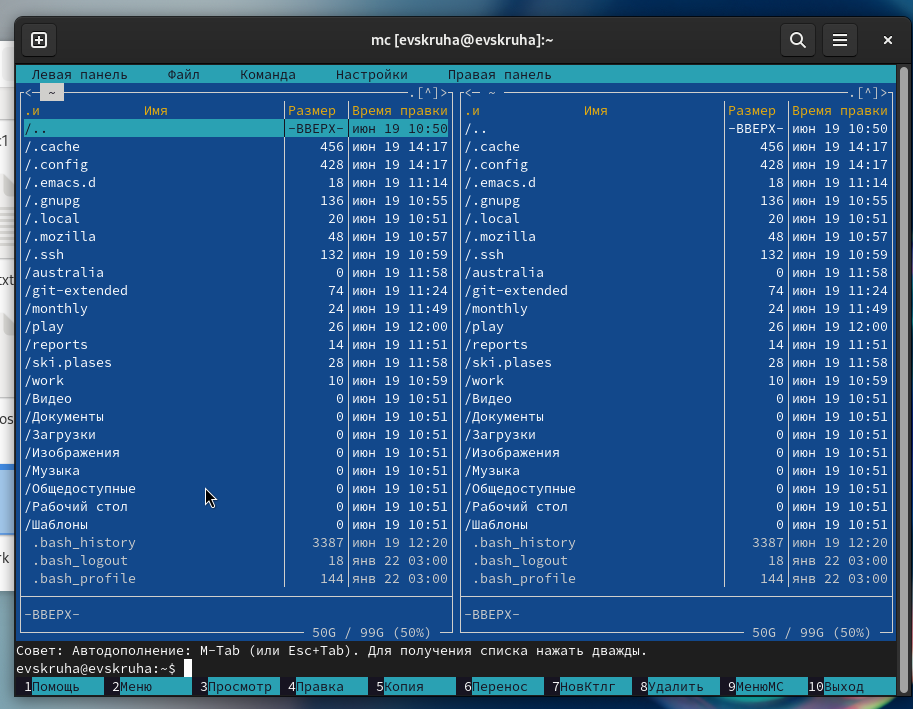 mc [evskruha@evskruha]:~
Левая панель Файл Команда Настройки Правая панель
<─ ~ .[^]> <─ ~ .[^]>
.и Имя Размер Время правки .и Имя Размер Время правки
/.. -ВВЕРХ- июн 19 10:50 /.. -ВВЕРХ- июн 19 10:50
/.cache 456 июн 19 14:17 /.cache 456 июн 19 14:17
/.config 428 июн 19 14:17 /.config 428 июн 19 14:17
/.emacs.d 18 июн 19 11:14 /.emacs.d 18 июн 19 11:14
/.gnupg 136 июн 19 10:55 /.gnupg 136 июн 19 10:55
/.local 20 июн 19 10:51 /.local 20 июн 19 10:51
/.mozilla 48 июн 19 10:57 /.mozilla 48 июн 19 10:57
/.ssh 132 июн 19 10:59 /.ssh 132 июн 19 10:59
/australia 0 июн 19 11:58 /australia 0 июн 19 11:58
/git-extended 74 июн 19 11:24 /git-extended 74 июн 19 11:24
/monthly 24 июн 19 11:49 /monthly 24 июн 19 11:49
/play 26 июн 19 12:00 /play 26 июн 19 12:00
/reports 14 июн 19 11:51 /reports 14 июн 19 11:51
/ski.plases 28 июн 19 11:58 /ski.plases 28 июн 19 11:58
/work 10 июн 19 10:59 /work 10 июн 19 10:59
/Видео 0 июн 19 10:51 /Видео 0 июн 19 10:51
/Документы 0 июн 19 10:51 /Документы 0 июн 19 10:51
/Загрузки 0 июн 19 10:51 /Загрузки 0 июн 19 10:51
/Изображения 0 июн 19 10:51 /Изображения 0 июн 19 10:51
/Музыка 0 июн 19 10:51 /Музыка 0 июн 19 10:51
/Общедоступные 0 июн 19 10:51 /Общедоступные 0 июн 19 10:51
/Рабочий стол 0 июн 19 10:51 /Рабочий стол 0 июн 19 10:51
/Шаблоны 0 июн 19 10:51 /Шаблоны 0 июн 19 10:51
.bash_history 3387 июн 19 12:20 .bash_history 3387 июн 19 12:20
.bash_logout 18 янв 22 03:00 .bash_logout 18 янв 22 03:00
.bash_profile 144 янв 22 03:00 .bash_profile 144 янв 22 03:00
-ВВЕРХ- -ВВЕРХ-
50G / 99G (50%) 50G / 99G (50%)
Совет: Автодополнение: M-Tab (или Esc+Tab). Для получения списка нажать дважды.
evskruha@evskruha:~$
1Помощь 2Меню 3Просмотр 4Правка 5Копия 6Перенос 7НовКтлг 8Удалить 9МенюMC 10Выход